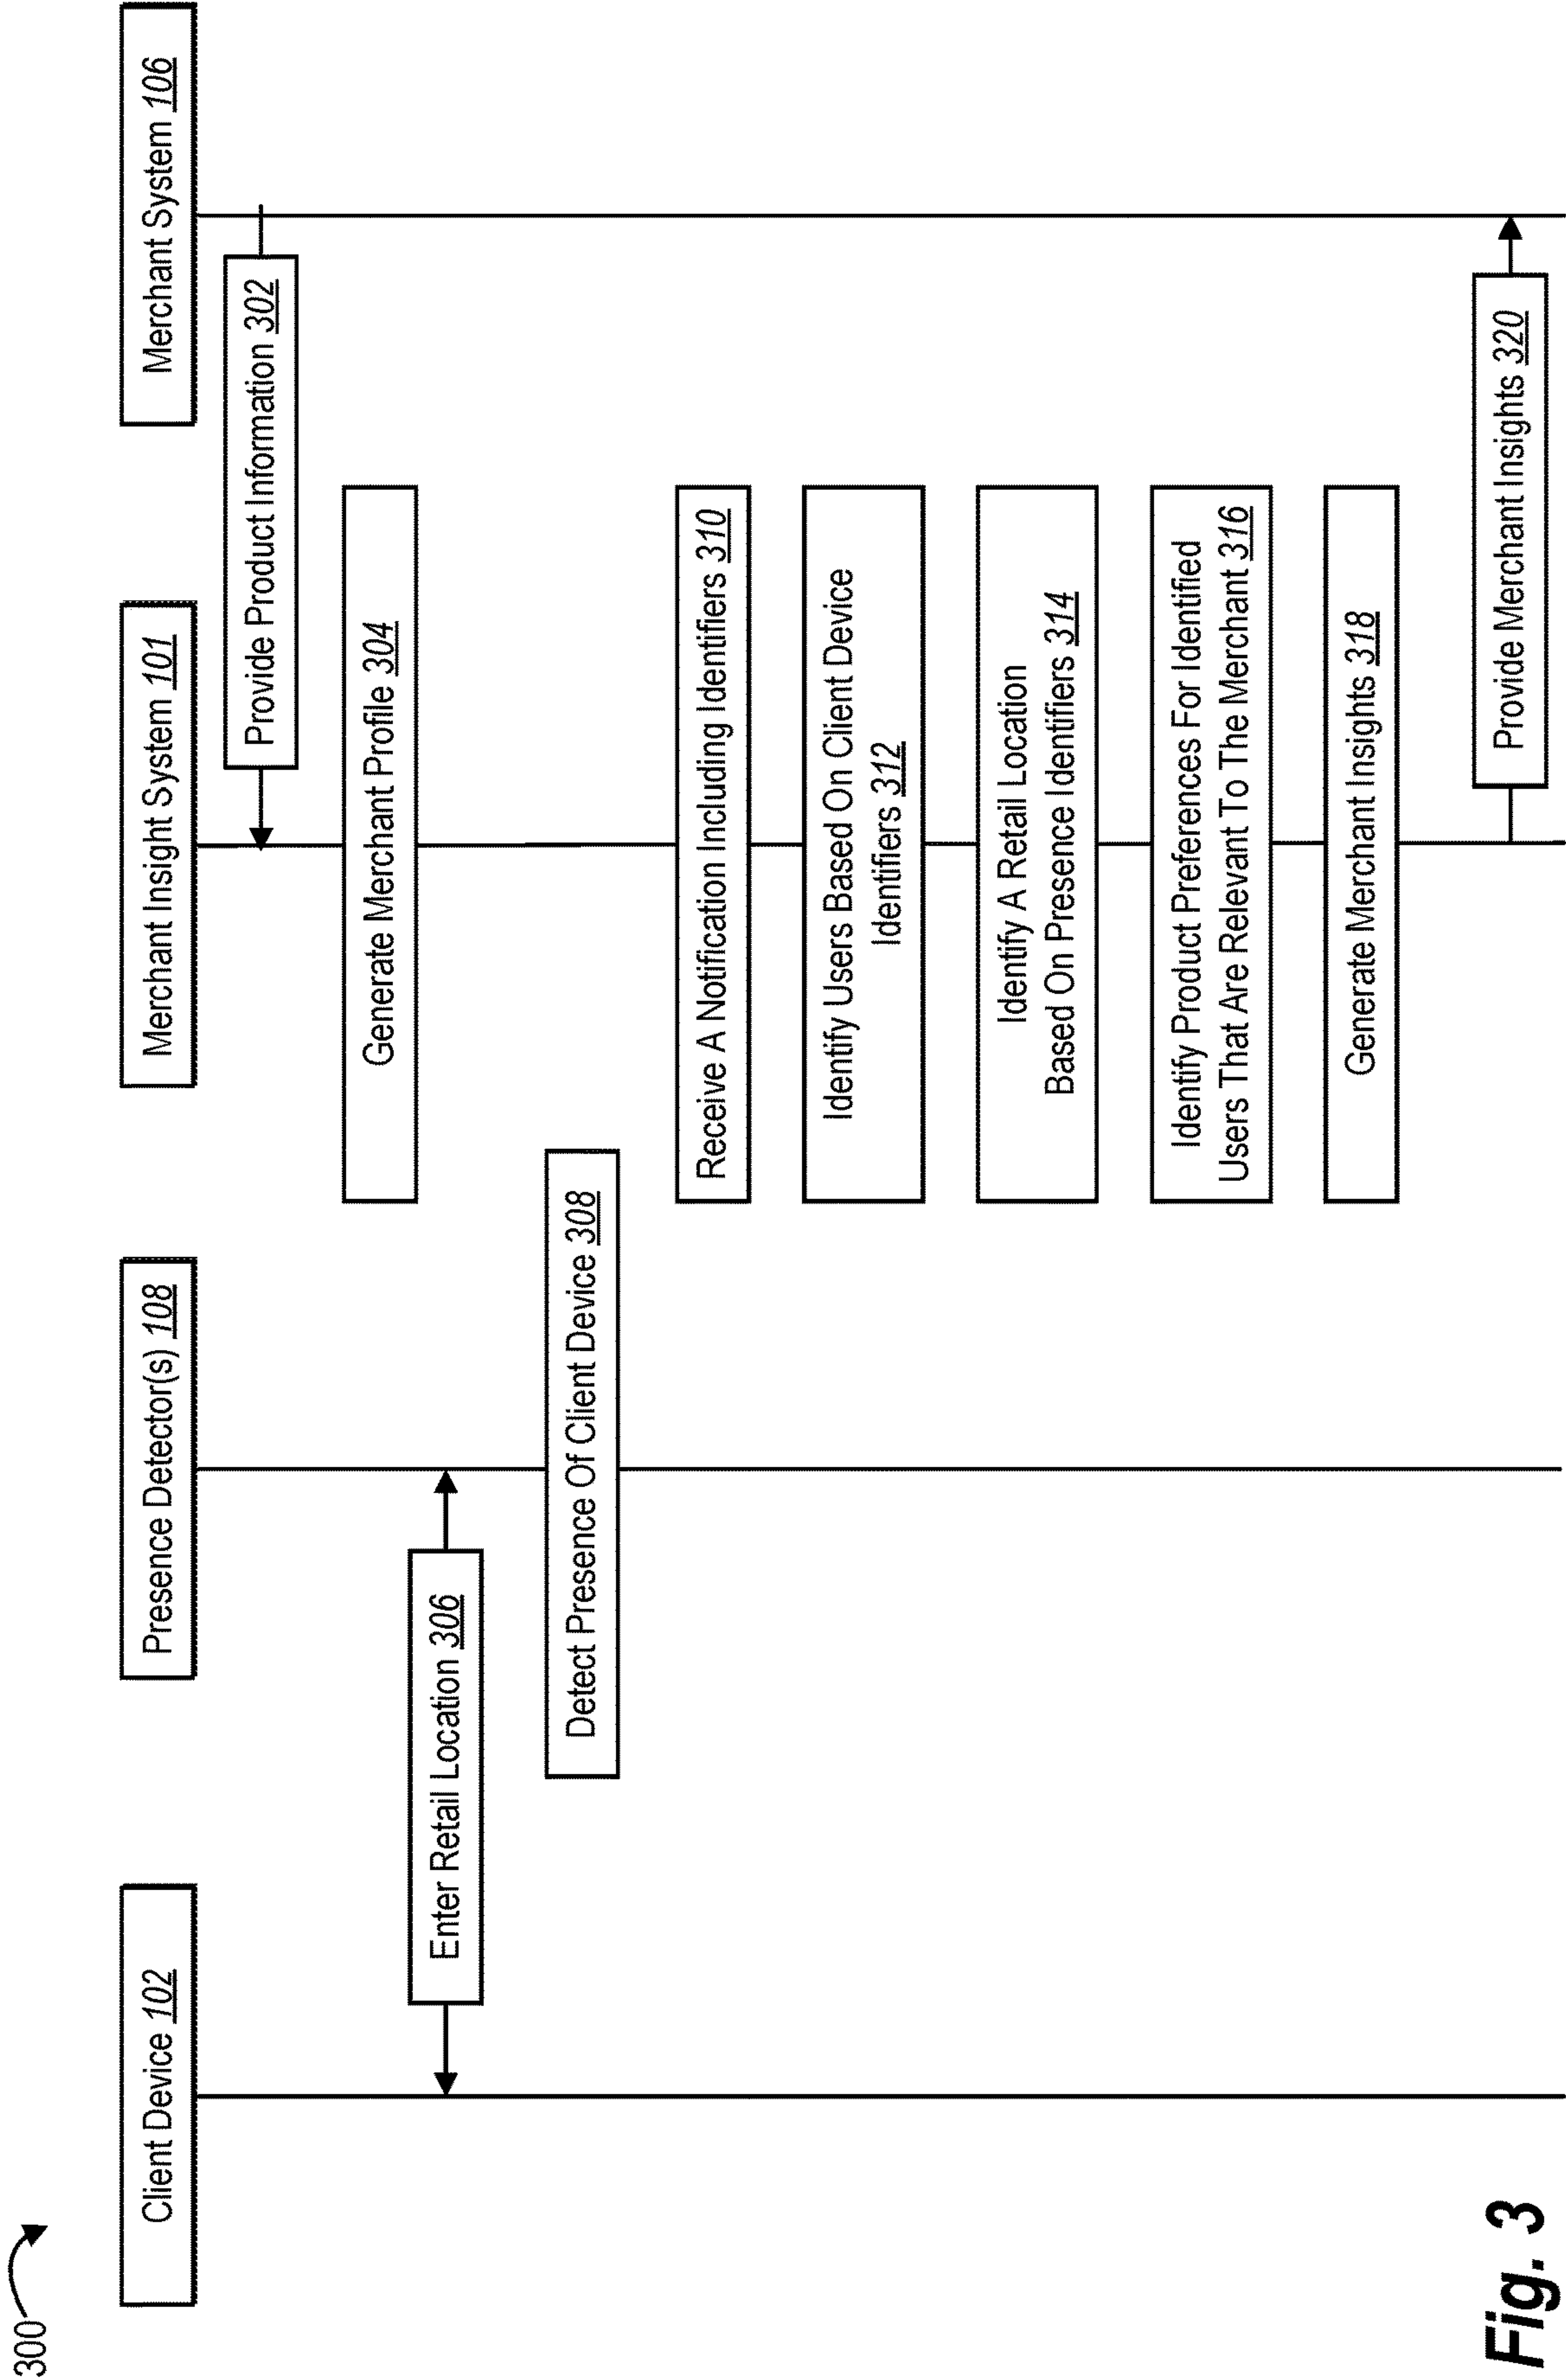 300
Client Device 102
Presence Detector(s) 108
Merchant Insight System 101
Merchant System 106
Provide Product Information 302
Generate Merchant Profile 304
Enter Retail Location 306
Detect Presence Of Client Device 308
Receive A Notification Including Identifiers 310
Identify Users Based On Client Device
Identifiers 312
Identify A Retail Location
Based On Presence Identifiers 314
Identify Product Preferences For Identified
Users That Are Relevant To The Merchant 316
Generate Merchant Insights 318
Provide Merchant Insights 320
Fig. 3